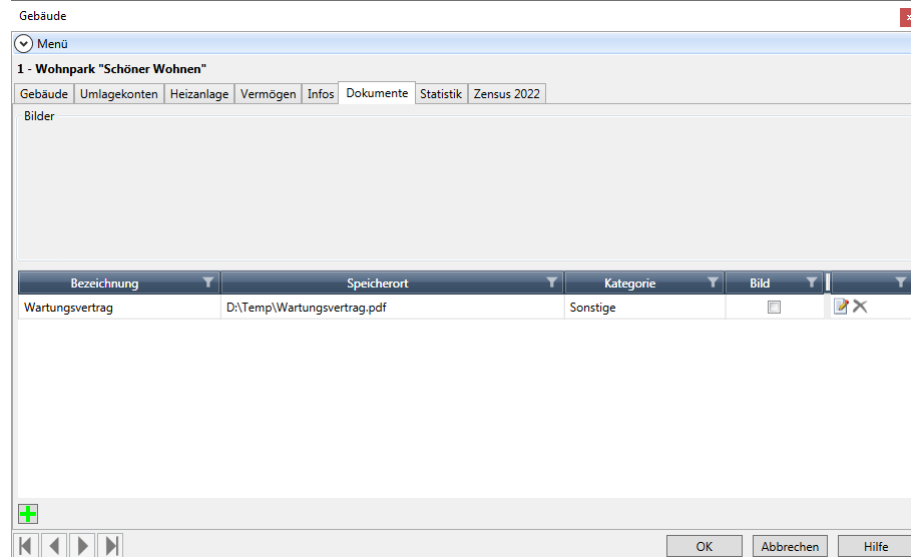 Gebäude
Menü
1 - Wohnpark "Schöner Wohnen"
Gebäude Umlagekonten Heizanlage Vermögen Infos Dokumente Statistik Zensus 2022
Bilder
Bezeichnung Speicherort Kategorie Bild
Wartungsvertrag D:\Temp\Wartungsvertrag.pdf Sonstige
OK Abbrechen Hilfe